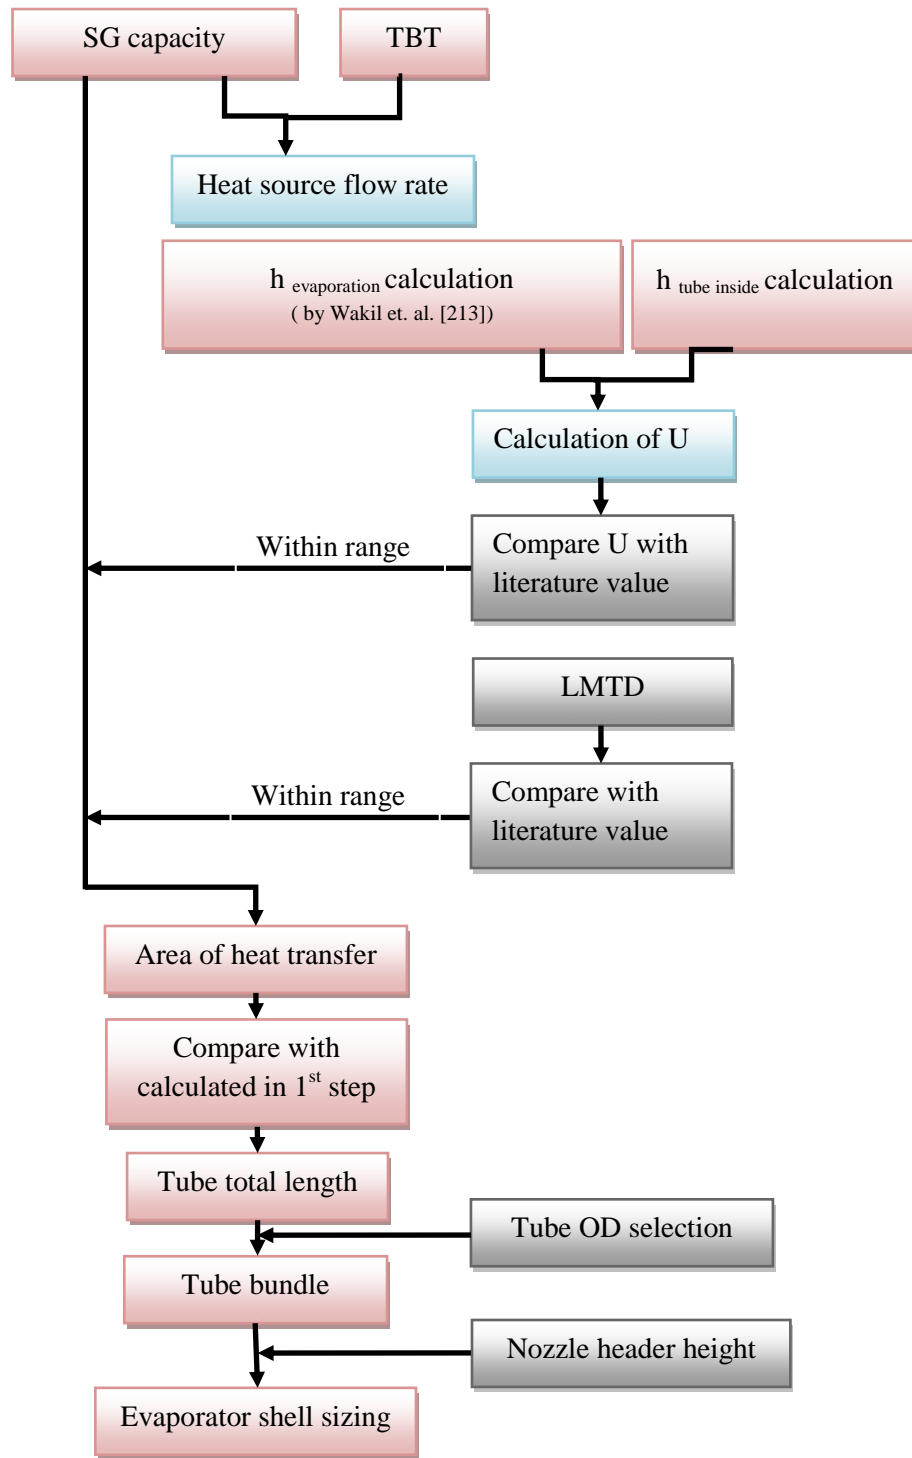 SG capacity
TBT
Heat source flow rate
h evaporation calculation
( by Wakil et. al. [213])
h tube inside calculation
Calculation of U
Within range
Compare U with
literature value
LMTD
Within range
Compare with
literature value
Area of heat transfer
Compare with
calculated in 1st step
Tube total length
Tube OD selection
Tube bundle
Nozzle header height
Evaporator shell sizing